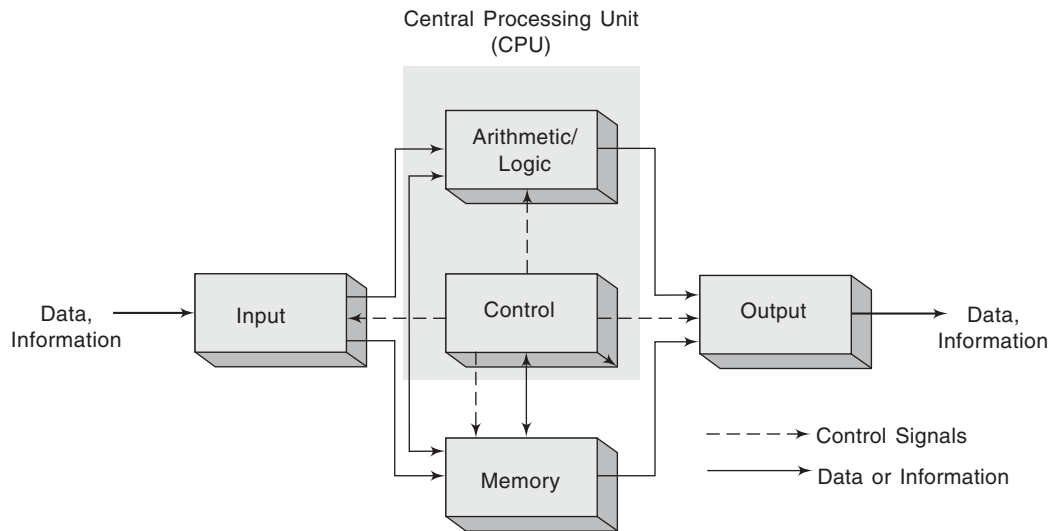 Central Processing Unit
(CPU)
Arithmetic/
Logic
Data,
Information
Input
Control
Output
Data,
Information
Memory
Control Signals
Data or Information